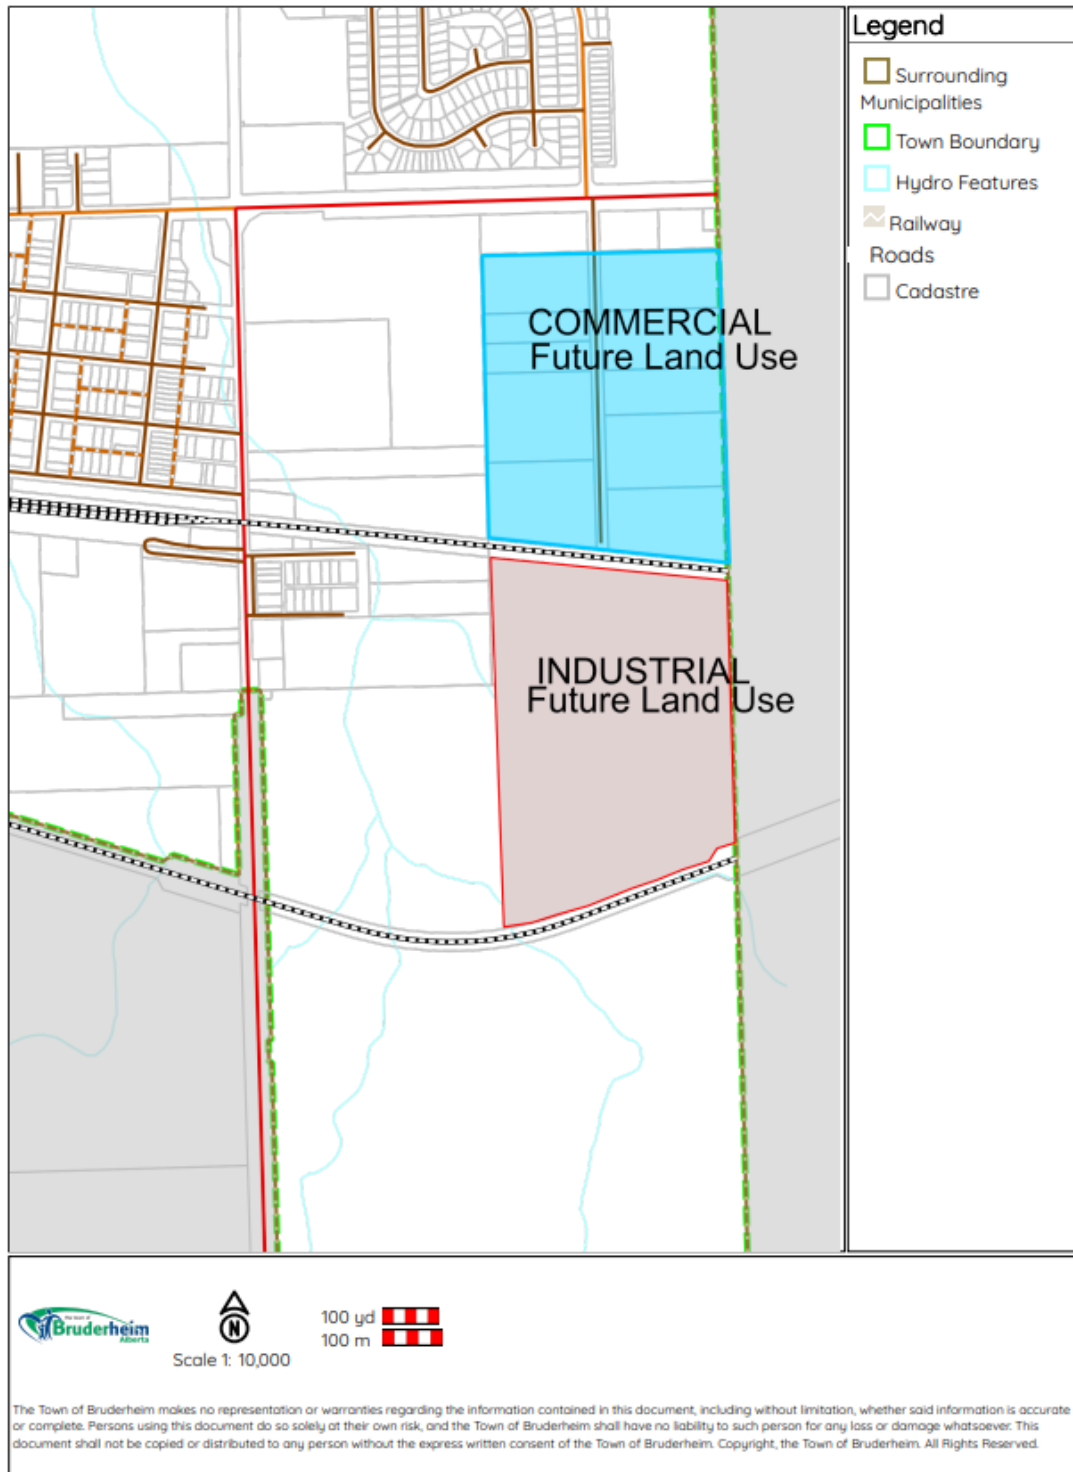 COMMERCIAL
Future Land Use
INDUSTRIAL
Future Land Use
Legend
Surrounding
Municipalities
Town Boundary
Hydro Features
Railway
Roads
Cadastre
the town of
Bruderheim
Alberta
N
Scale 1: 10,000
100 yd
100 m
The Town of Bruderheim makes no representation or warranties regarding the information contained in this document, including without limitation, whether said information is accurate
or complete. Persons using this document do so solely at their own risk, and the Town of Bruderheim shall have no liability to such person for any loss or damage whatsoever. This
document shall not be copied or distributed to any person without the express written consent of the Town of Bruderheim. Copyright, the Town of Bruderheim. All Rights Reserved.